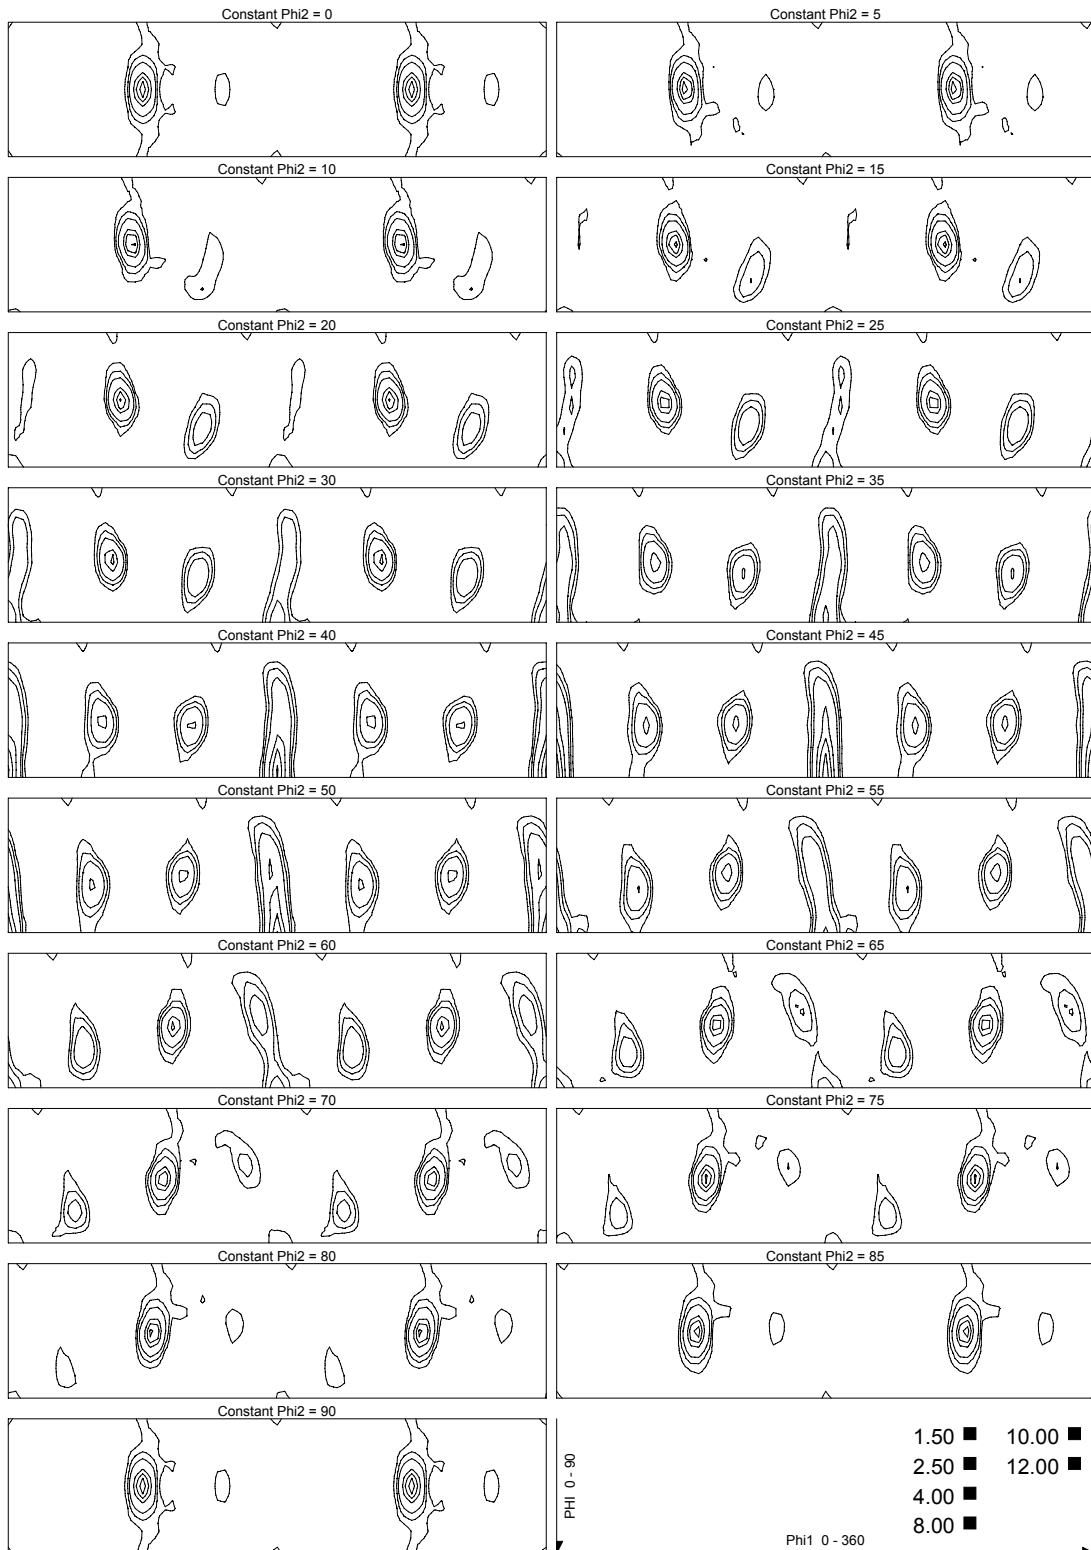 Constant Phi2 = 0
Constant Phi2 = 5
Constant Phi2 = 10
Constant Phi2 = 15
Constant Phi2 = 20
Constant Phi2 = 25
Constant Phi2 = 30
Constant Phi2 = 35
Constant Phi2 = 40
Constant Phi2 = 45
Constant Phi2 = 50
Constant Phi2 = 55
Constant Phi2 = 60
Constant Phi2 = 65
Constant Phi2 = 70
Constant Phi2 = 75
Constant Phi2 = 80
Constant Phi2 = 85
Constant Phi2 = 90
PHI 0 - 90
1.50 10.00
2.50 12.00
4.00
8.00
Phi1 0 - 360